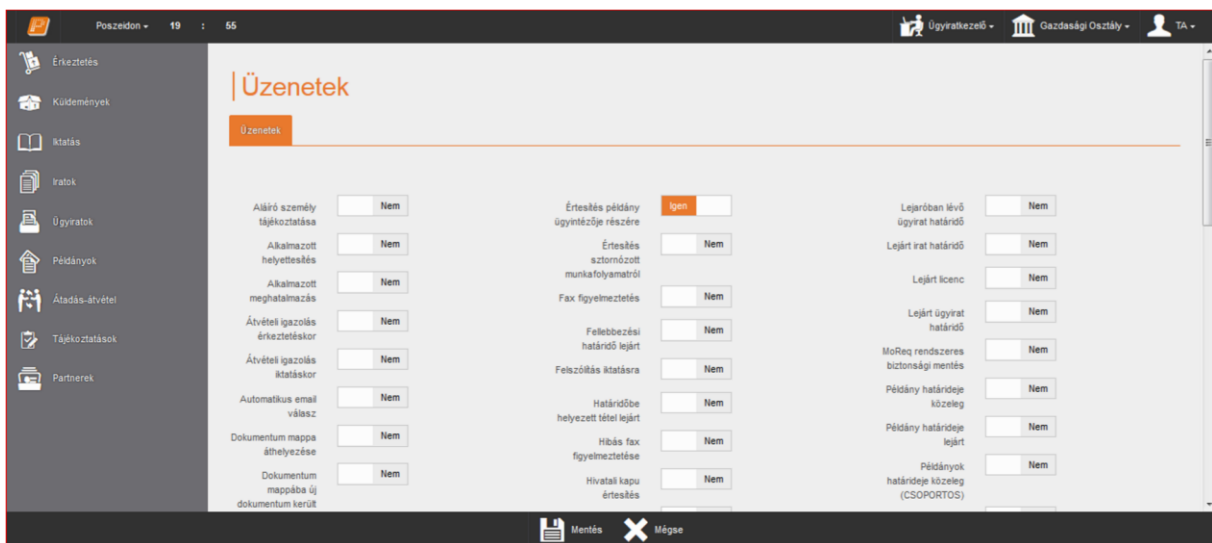 P Poszeidon 19 : 55 Ügyiratkezelő Gazdasági Osztály TA
Érkeztetés
Küldemények
Iktatás
Iratok
Ügyiratok
Példányok
Átadás-átvétel
Tájékoztatások
Partnerek
Üzenetek
Üzenetek
Aláíró személy
tájékoztatása
Nem
Alkalmazott
helyettesítés
Nem
Alkalmazott
meghatalmazás
Nem
Átvételi igazolás
érkeztetéskor
Nem
Átvételi igazolás
iktatáskor
Nem
Automatikus email
válasz
Nem
Dokumentum mappa
áthelyezése
Nem
Dokumentum
mappába új
dokumentum került
Nem
Értesítés példány
ügyintézője részére
Igen
Értesítés
sztornózott
munkafolyamatról
Nem
Fax figyelmeztetés
Nem
Fellebbezési
határidő lejárt
Nem
Felszólítás iktatásra
Nem
Határidőbe
helyezett tétel lejárt
Nem
Hibás fax
figyelmeztetése
Nem
Hivatali kapu
értesítés
Nem
Lejaróban lévő
ügyirat határidő
Nem
Lejárt irat határidő
Nem
Lejárt licenc
Nem
Lejárt ügyirat
határidő
Nem
MoReq rendszeres
biztonsági mentés
Nem
Példány határideje
közeleg
Nem
Példány határideje
lejárt
Nem
Példányok
határideje közeleg
(CSOPORTOS)
Nem
Mentés Mégse